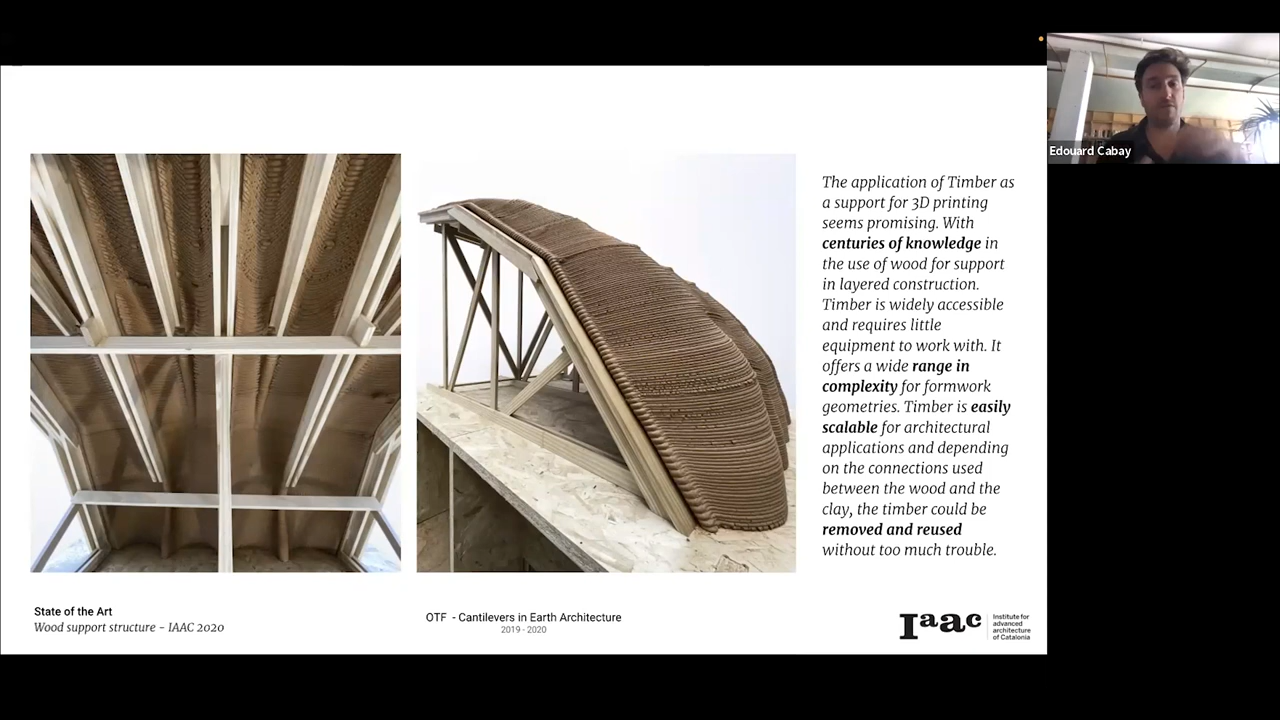 Edouard Cabay
The application of Timber as
a support for 3D printing
seems promising. With
centuries of knowledge in
the use of wood for support
in layered construction.
Timber is widely accessible
and requires little
equipment to work with. It
offers a wide range in
complexity for formwork
geometries. Timber is easily
scalable for architectural
applications and depending
on the connections used
between the wood and the
clay, the timber could be
removed and reused
without too much trouble.
State of the Art
Wood support structure - IAAC 2020
OTF - Cantilevers in Earth Architecture
2019 - 2020
Iaac
Institute for
advanced
architecture
of Catalonia